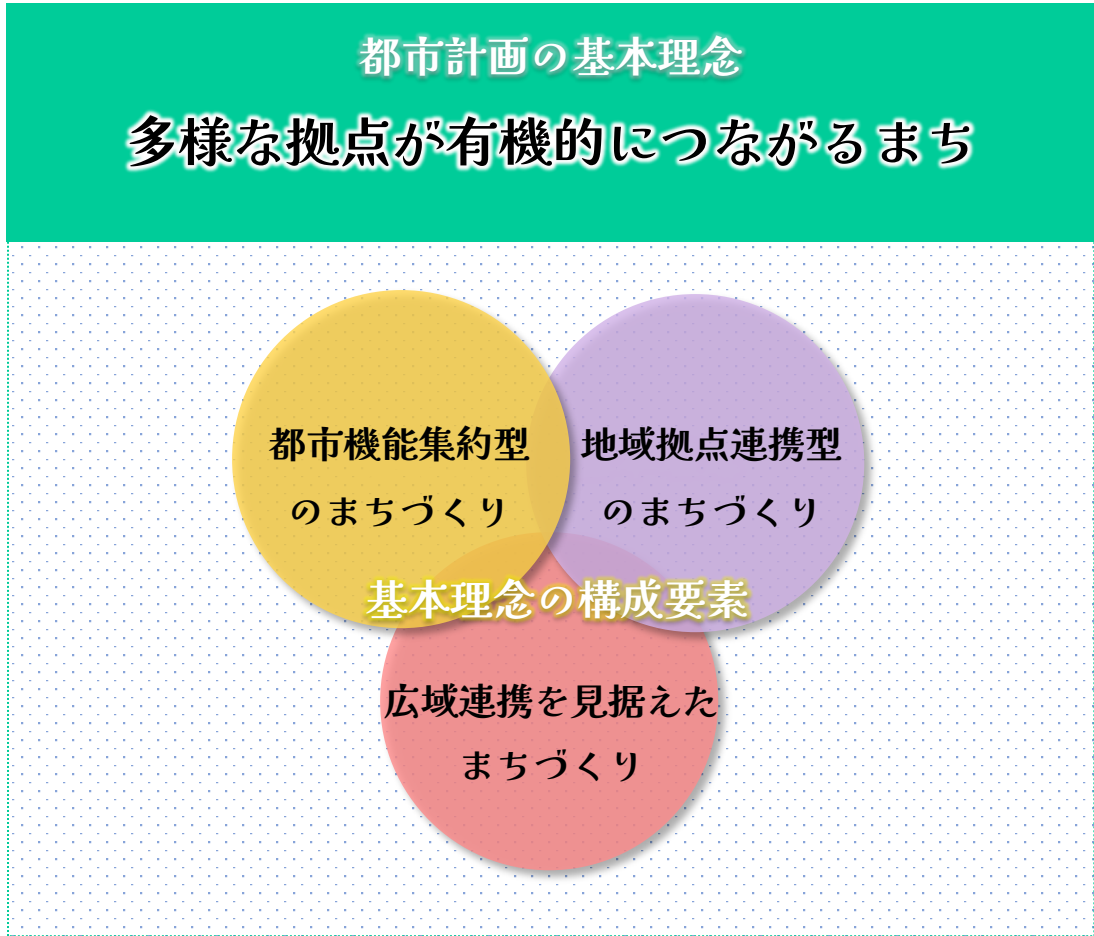 都市計画の基本理念
多様な拠点が有機的につながるまち
都市機能集約型
のまちづくり
地域拠点連携型
のまちづくり
基本理念の構成要素
広域連携を見据えた
まちづくり